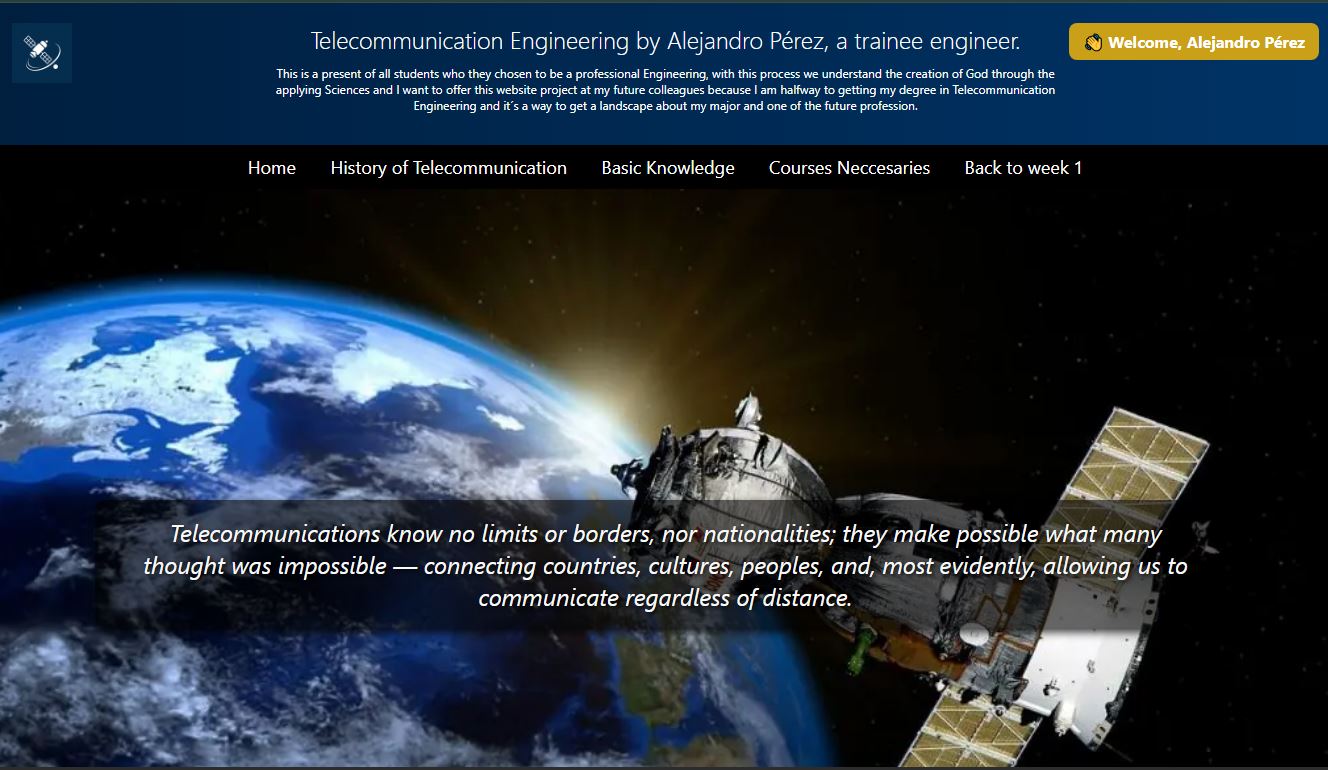 Telecommunication Engineering by Alejandro Pérez, a trainee engineer.
👋 Welcome, Alejandro Pérez
This is a present of all students who they chosen to be a professional Engineering, with this process we understand the creation of God through the
applying Sciences and I want to offer this website project at my future colleagues because I am halfway to getting my degree in Telecommunication
Engineering and it´s a way to get a landscape about my major and one of the future profession.
Home History of Telecommunication Basic Knowledge Courses Neccesaries Back to week 1
Telecommunications know no limits or borders, nor nationalities; they make possible what many
thought was impossible — connecting countries, cultures, peoples, and, most evidently, allowing us to
communicate regardless of distance.